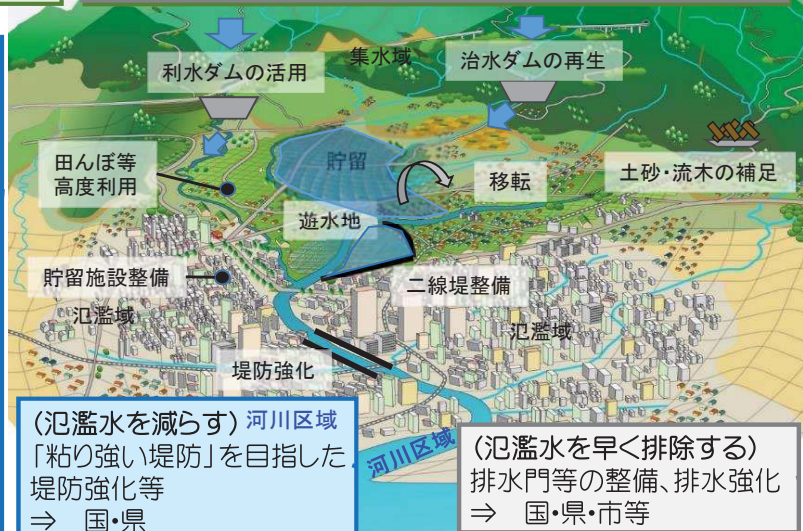 集水域
利水ダムの活用
治水ダムの再生
田んぼ等
高度利用
貯留
移転
土砂・流木の補足
遊水地
貯留施設整備
二線堤整備
氾濫域
氾濫域
堤防強化
(氾濫水を減らす) 河川区域
「粘り強い堤防」を目指した
堤防強化等
⇒ 国・県
河川区域
(氾濫水を早く排除する)
排水門等の整備、排水強化
⇒ 国・県・市等